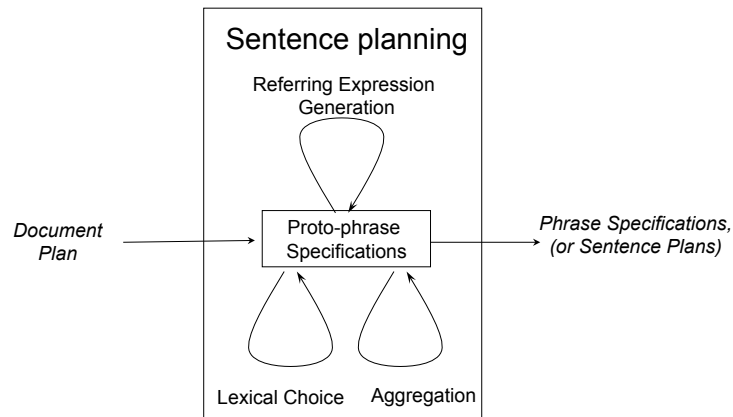 Sentence planning
Referring Expression
Generation
Document
Plan
Proto-phrase
Specifications
Phrase Specifications,
(or Sentence Plans)
Lexical Choice
Aggregation